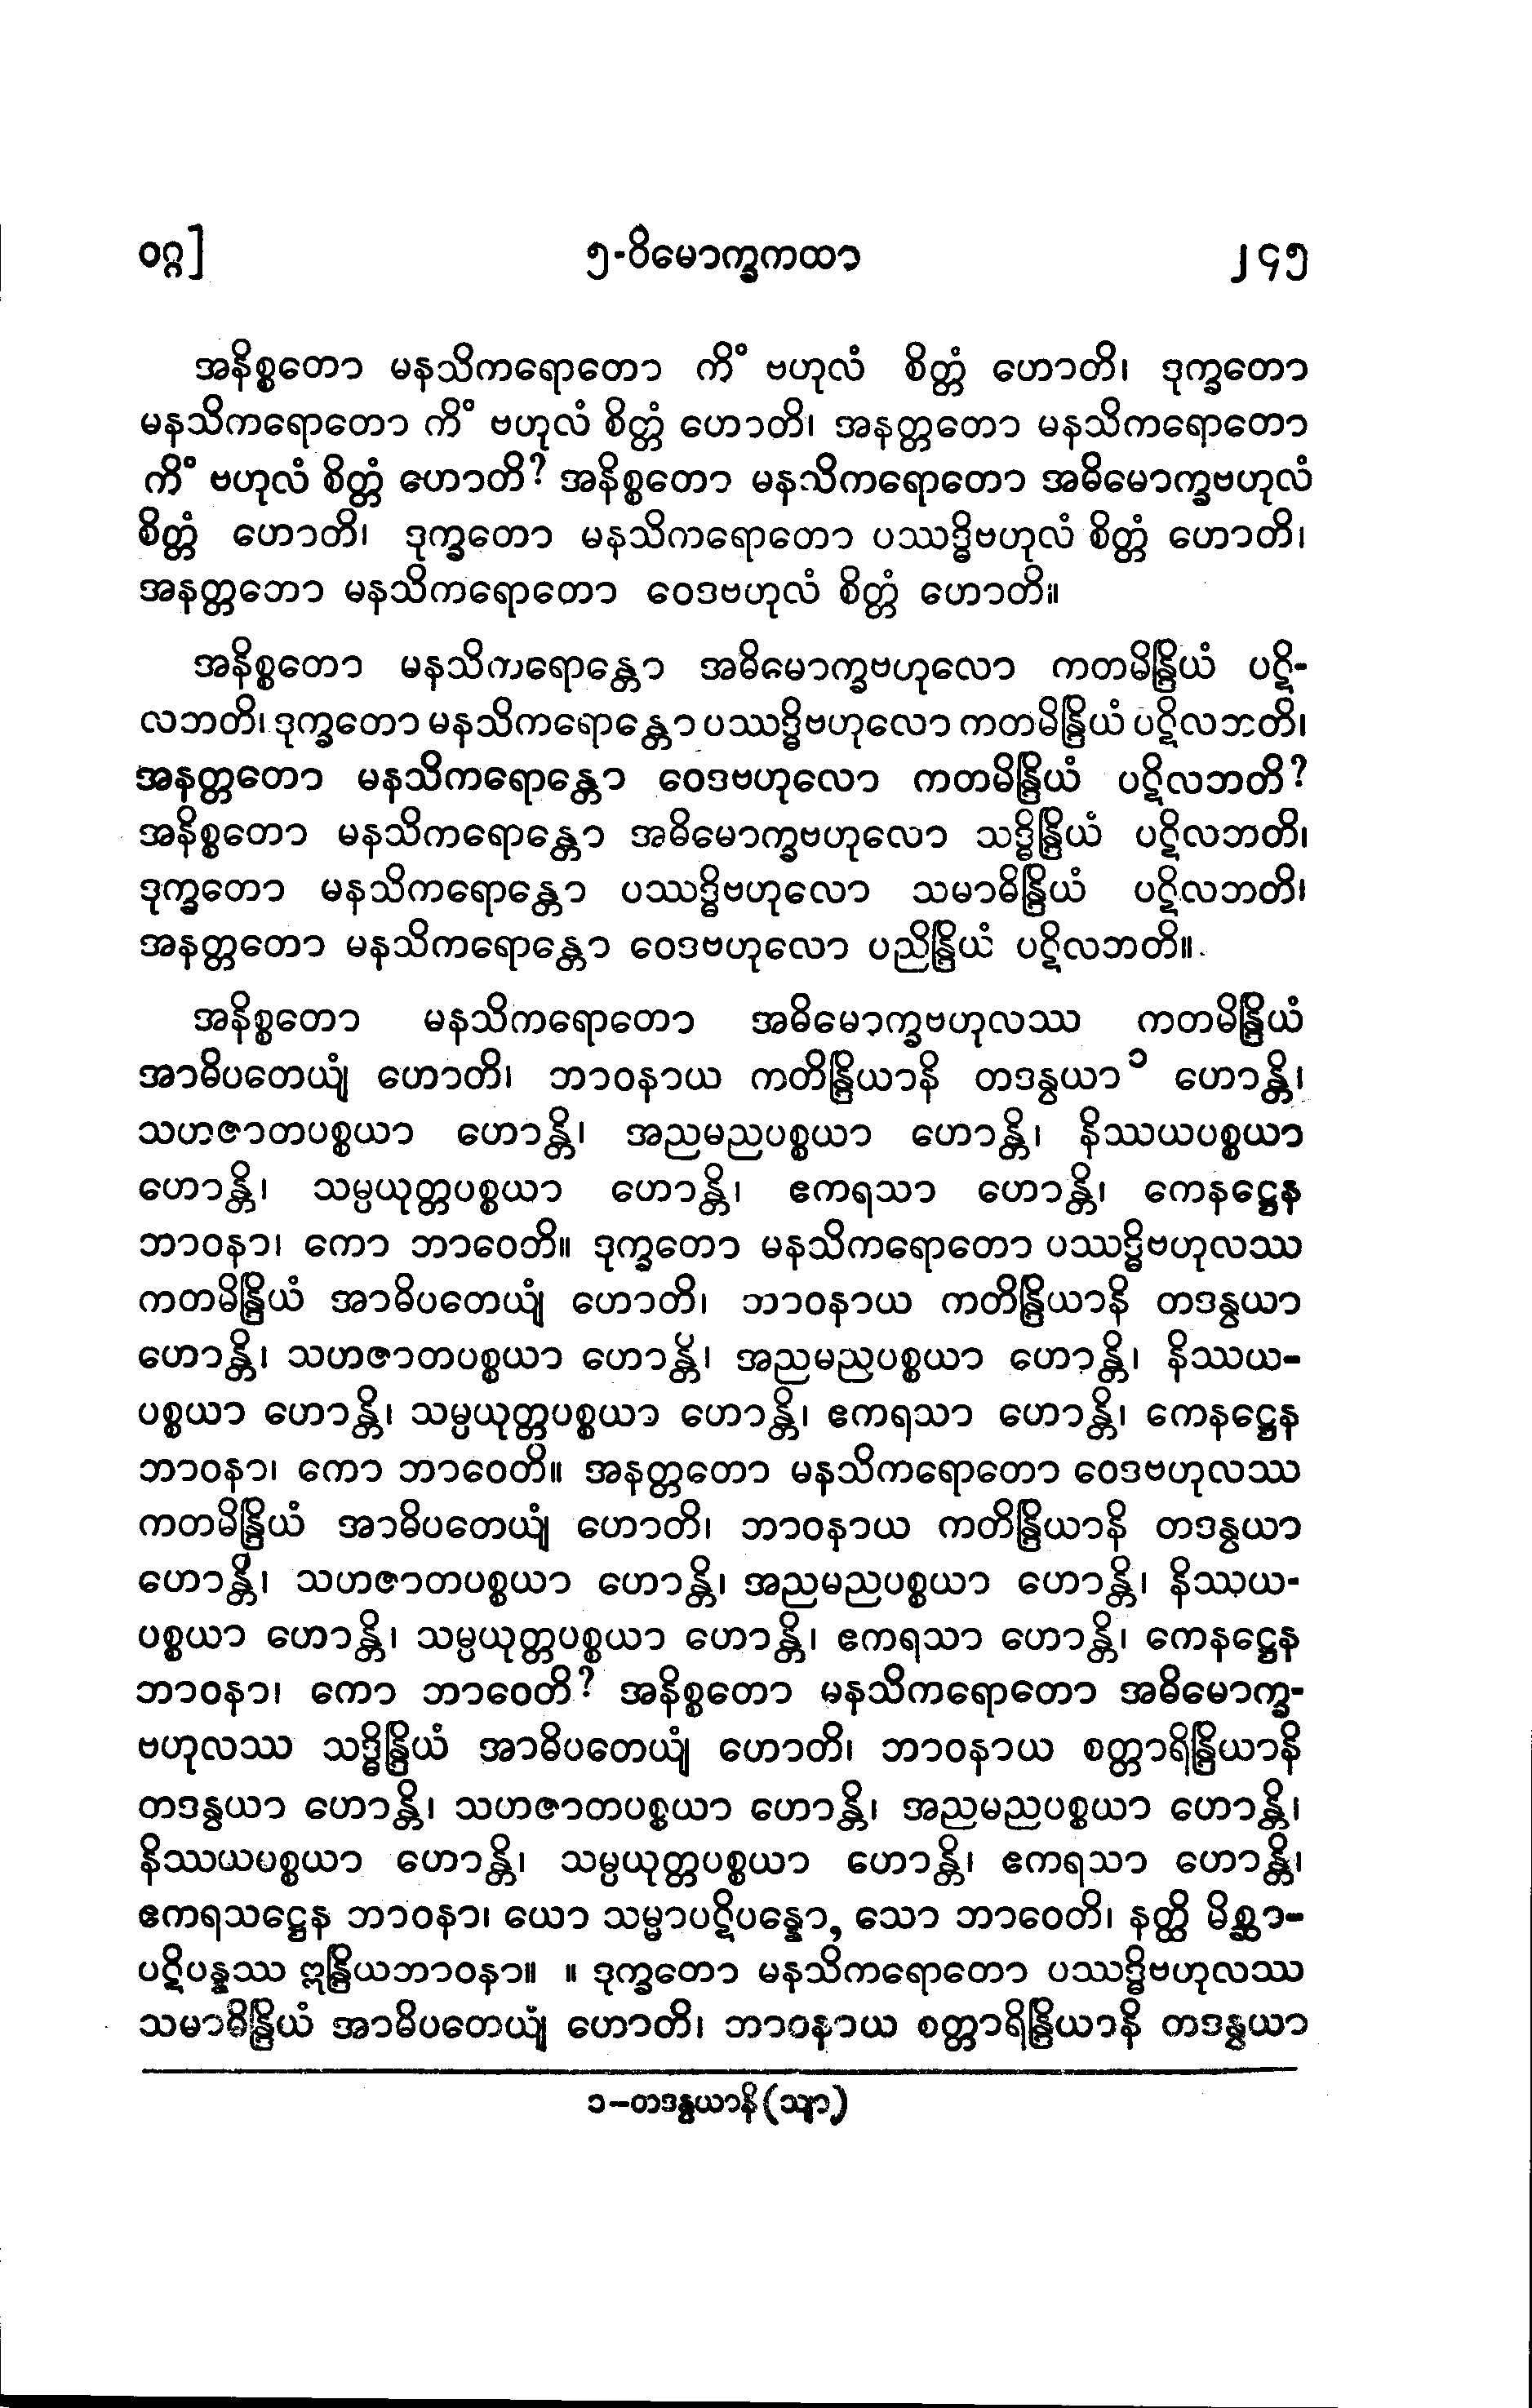 ဝဂ္ဂ]
၅-ဝိမောက္ခကထာ
၂၄၅
အနိစ္စတော မနသိကရောတော ကိံ ဗဟုလံ စိတ္တံ ဟောတိ၊ ဒုက္ခတော
မနသိကရောတော ကိံ ဗဟုလံ စိတ္တံ ဟောတိ၊ အနတ္တတော မနသိကရောတော
ကိံ ဗဟုလံ စိတ္တံ ဟောတိ? အနိစ္စတော မနသိကရောတော အဓိမောက္ခဗဟုလံ
စိတ္တံ ဟောတိ၊ ဒုက္ခတော မနသိကရောတော ပဿဒ္ဓိဗဟုလံ စိတ္တံ ဟောတိ၊
အနတ္တဘော မနသိကရောတော ဝေဒဗဟုလံ စိတ္တံ ဟောတိ။
အနိစ္စတော မနသိကရောန္တော အဓိမောက္ခဗဟုလော ကတမိန္ဒြိယံ ပဋိ-
လဘတိ၊ ဒုက္ခတော မနသိကရောန္တော ပဿဒ္ဓိဗဟုလော ကတမိန္ဒြိယံ ပဋိလဘတိ၊
အနတ္တတော မနသိကရောန္တော ဝေဒဗဟုလော ကတမိန္ဒြိယံ ပဋိလဘတိ?
အနိစ္စတော မနသိကရောန္တော အဓိမောက္ခဗဟုလော သဒ္ဓိန္ဒြိယံ ပဋိလဘတိ၊
ဒုက္ခတော မနသိကရောန္တော ပဿဒ္ဓိဗဟုလော သမာဓိန္ဒြိယံ ပဋိလဘတိ၊
အနတ္တတော မနသိကရောန္တော ဝေဒဗဟုလော ပညိန္ဒြိယံ ပဋိလဘတိ။
အနိစ္စတော မနသိကရောတော အဓိမောက္ခဗဟုလဿ ကတမိန္ဒြိယံ
အာဓိပတေယျံ ဟောတိ၊ ဘာဝနာယ ကတိန္ဒြိယာနိ တဒန္វယာ၁ ဟောန္တိ၊
သဟဇာတပစ္စယာ ဟောန္တိ၊ အညမညပစ္စယာ ဟောန္တိ၊ နိဿယပစ္စယာ
ဟောန္တိ၊ သမ္ပယုတ္တပစ္စယာ ဟောန္တိ၊ ဧကရသာ ဟောန္တိ၊ ကေနဋ္ဌေန
ဘာဝနာ၊ ကော ဘာဝေတိ။ ဒုက္ခတော မနသိကရောတော ပဿဒ္ဓိဗဟုလဿ
ကတမိန္ဒြိယံ အာဓိပတေယျံ ဟောတိ၊ ဘာဝနာယ ကတိန္ဒြိယာနိ တဒန္ဝယာ
ဟောန္တိ၊ သဟဇာတပစ္စယာ ဟောန္တိ၊ အညမညပစ္စယာ ဟောန္တိ၊ နိဿယ-
ပစ္စယာ ဟောန္တိ၊ သမ္ပယုတ္တပစ္စယာ ဟောန္တိ၊ ဧကရသာ ဟောန္တိ၊ ကေနဋ္ဌေန
ဘာဝနာ၊ ကော ဘာဝေတိ။ အနတ္တတော မနသိကရောတော ဝေဒဗဟုလဿ
ကတမိန္ဒြိယံ အာဓိပတေယျံ ဟောတိ၊ ဘာဝနာယ ကတိန္ဒြိယာနိ တဒန္ဝယာ
ဟောန္တိ၊ သဟဇာတပစ္စယာ ဟောန္တိ၊ အညမညပစ္စယာ ဟောန္တိ၊ နိဿယ-
ပစ္စယာ ဟောန္တိ၊ သမ္ပယုတ္တပစ္စယာ ဟောန္တိ၊ ဧကရသာ ဟောန္တိ၊ ကေနဋ္ဌေန
ဘာဝနာ၊ ကော ဘာဝေတိ? အနိစ္စတော မနသိကရောတော အဓိမောက္ခ-
ဗဟုလဿ သဒ္ဓိန္ဒြိယံ အာဓိပတေယျံ ဟောတိ၊ ဘာဝနာယ စတ္တာရိန္ဒြိယာနိ
တဒန္ဝယာ ဟောန္တိ၊ သဟဇာတပစ္စယာ ဟောန္တိ၊ အညမညပစ္စယာ ဟောန္တိ၊
နိဿယပစ္စယာ ဟောန္တိ၊ သမ္ပယုတ္တပစ္စယာ ဟောန္တိ၊ ဧကရသာ ဟောန္တိ၊
ဧကရသဋ္ဌေန ဘာဝနာ၊ ယော သမ္မာပဋိပန္နော, သော ဘာဝေတိ၊ နတ္ထိ မိစ္ဆာ-
ပဋိပန္နဿ ဣန္ဒြိယဘာဝနာ။ ။ ဒုက္ခတော မနသိကရောတော ပဿဒ္ဓိဗဟုလဿ
သမာဓိန္ဒြိယံ အာဓိပတေယျံ ဟောတိ၊ ဘာဝနာယ စတ္တာရိန္ဒြိယာနိ တဒန္ဝယာ
၁-တဒန္ဝယာနိ (သျာ)